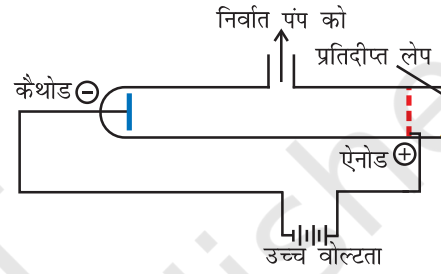 निर्वात पंप को
प्रतिदीप्त लेप
कैथोड
ऐनोड
उच्च वोल्टता